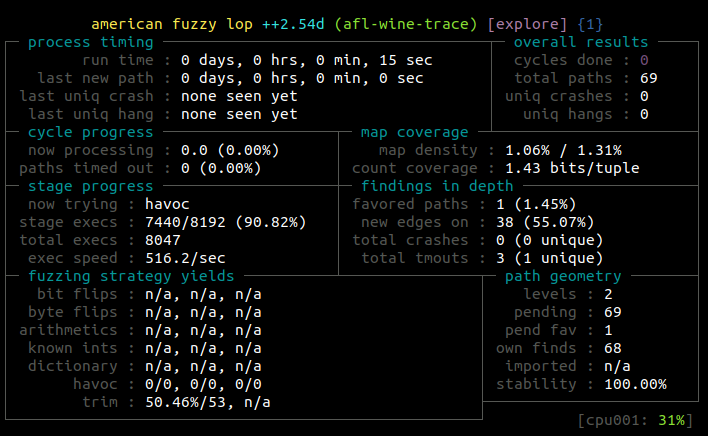 american fuzzy lop ++2.54d (afl-wine-trace) [explore] {1}
process timing overall results
run time : 0 days, 0 hrs, 0 min, 15 sec cycles done : 0
last new path : 0 days, 0 hrs, 0 min, 0 sec total paths : 69
last uniq crash : none seen yet uniq crashes : 0
last uniq hang : none seen yet uniq hangs : 0
cycle progress map coverage
now processing : 0.0 (0.00%) map density : 1.06% / 1.31%
paths timed out : 0 (0.00%) count coverage : 1.43 bits/tuple
stage progress findings in depth
now trying : havoc favored paths : 1 (1.45%)
stage execs : 7440/8192 (90.82%) new edges on : 38 (55.07%)
total execs : 8047 total crashes : 0 (0 unique)
exec speed : 516.2/sec total tmouts : 3 (1 unique)
fuzzing strategy yields path geometry
bit flips : n/a, n/a, n/a levels : 2
byte flips : n/a, n/a, n/a pending : 69
arithmetics : n/a, n/a, n/a pend fav : 1
known ints : n/a, n/a, n/a own finds : 68
dictionary : n/a, n/a, n/a imported : n/a
havoc : 0/0, 0/0, 0/0 stability : 100.00%
trim : 50.46%/53, n/a
[cpu001: 31%]